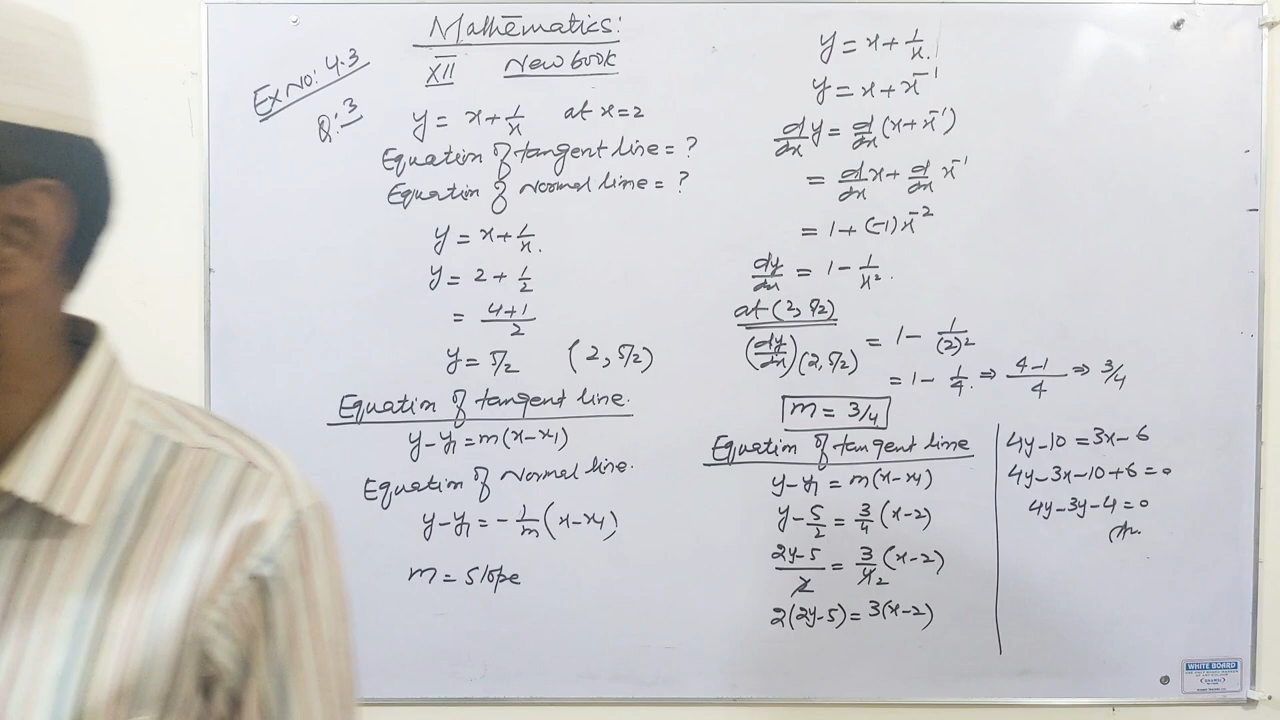 Mathematics:
XII New book
Ex No: 4.3
Q:3
y = x + 1/x at x=2
Equation of tangent line = ?
Equation of Normal line = ?
y = x + 1/x.
y = 2 + 1/2
= (4+1)/2
y = 5/2 (2, 5/2)
Equation of tangent line.
y-y₁ = m(x-x₁)
Equation of Normal line.
y-y₁ = -1/m (x-x₁)
m = Slope
y = x + 1/x.
y = x + x⁻¹
d/dx y = d/dx (x + x⁻¹)
= d/dx x + d/dx x⁻¹
= 1 + (-1) x⁻²
dy/dx = 1 - 1/x².
at (2, 5/2)
(dy/dx)(2, 5/2) = 1 - 1/(2)²
= 1 - 1/4. ⇒ (4-1)/4 ⇒ 3/4
m = 3/4
Equation of tangent line
y-y₁ = m(x-x₁)
y - 5/2 = 3/4 (x-2)
(2y-5)/2 = 3/4 2 (x-2)
2(2y-5) = 3(x-2)
4y-10 = 3x-6
4y-3x-10+6 = 0
4y-3y-4 = 0
WHITE BOARD